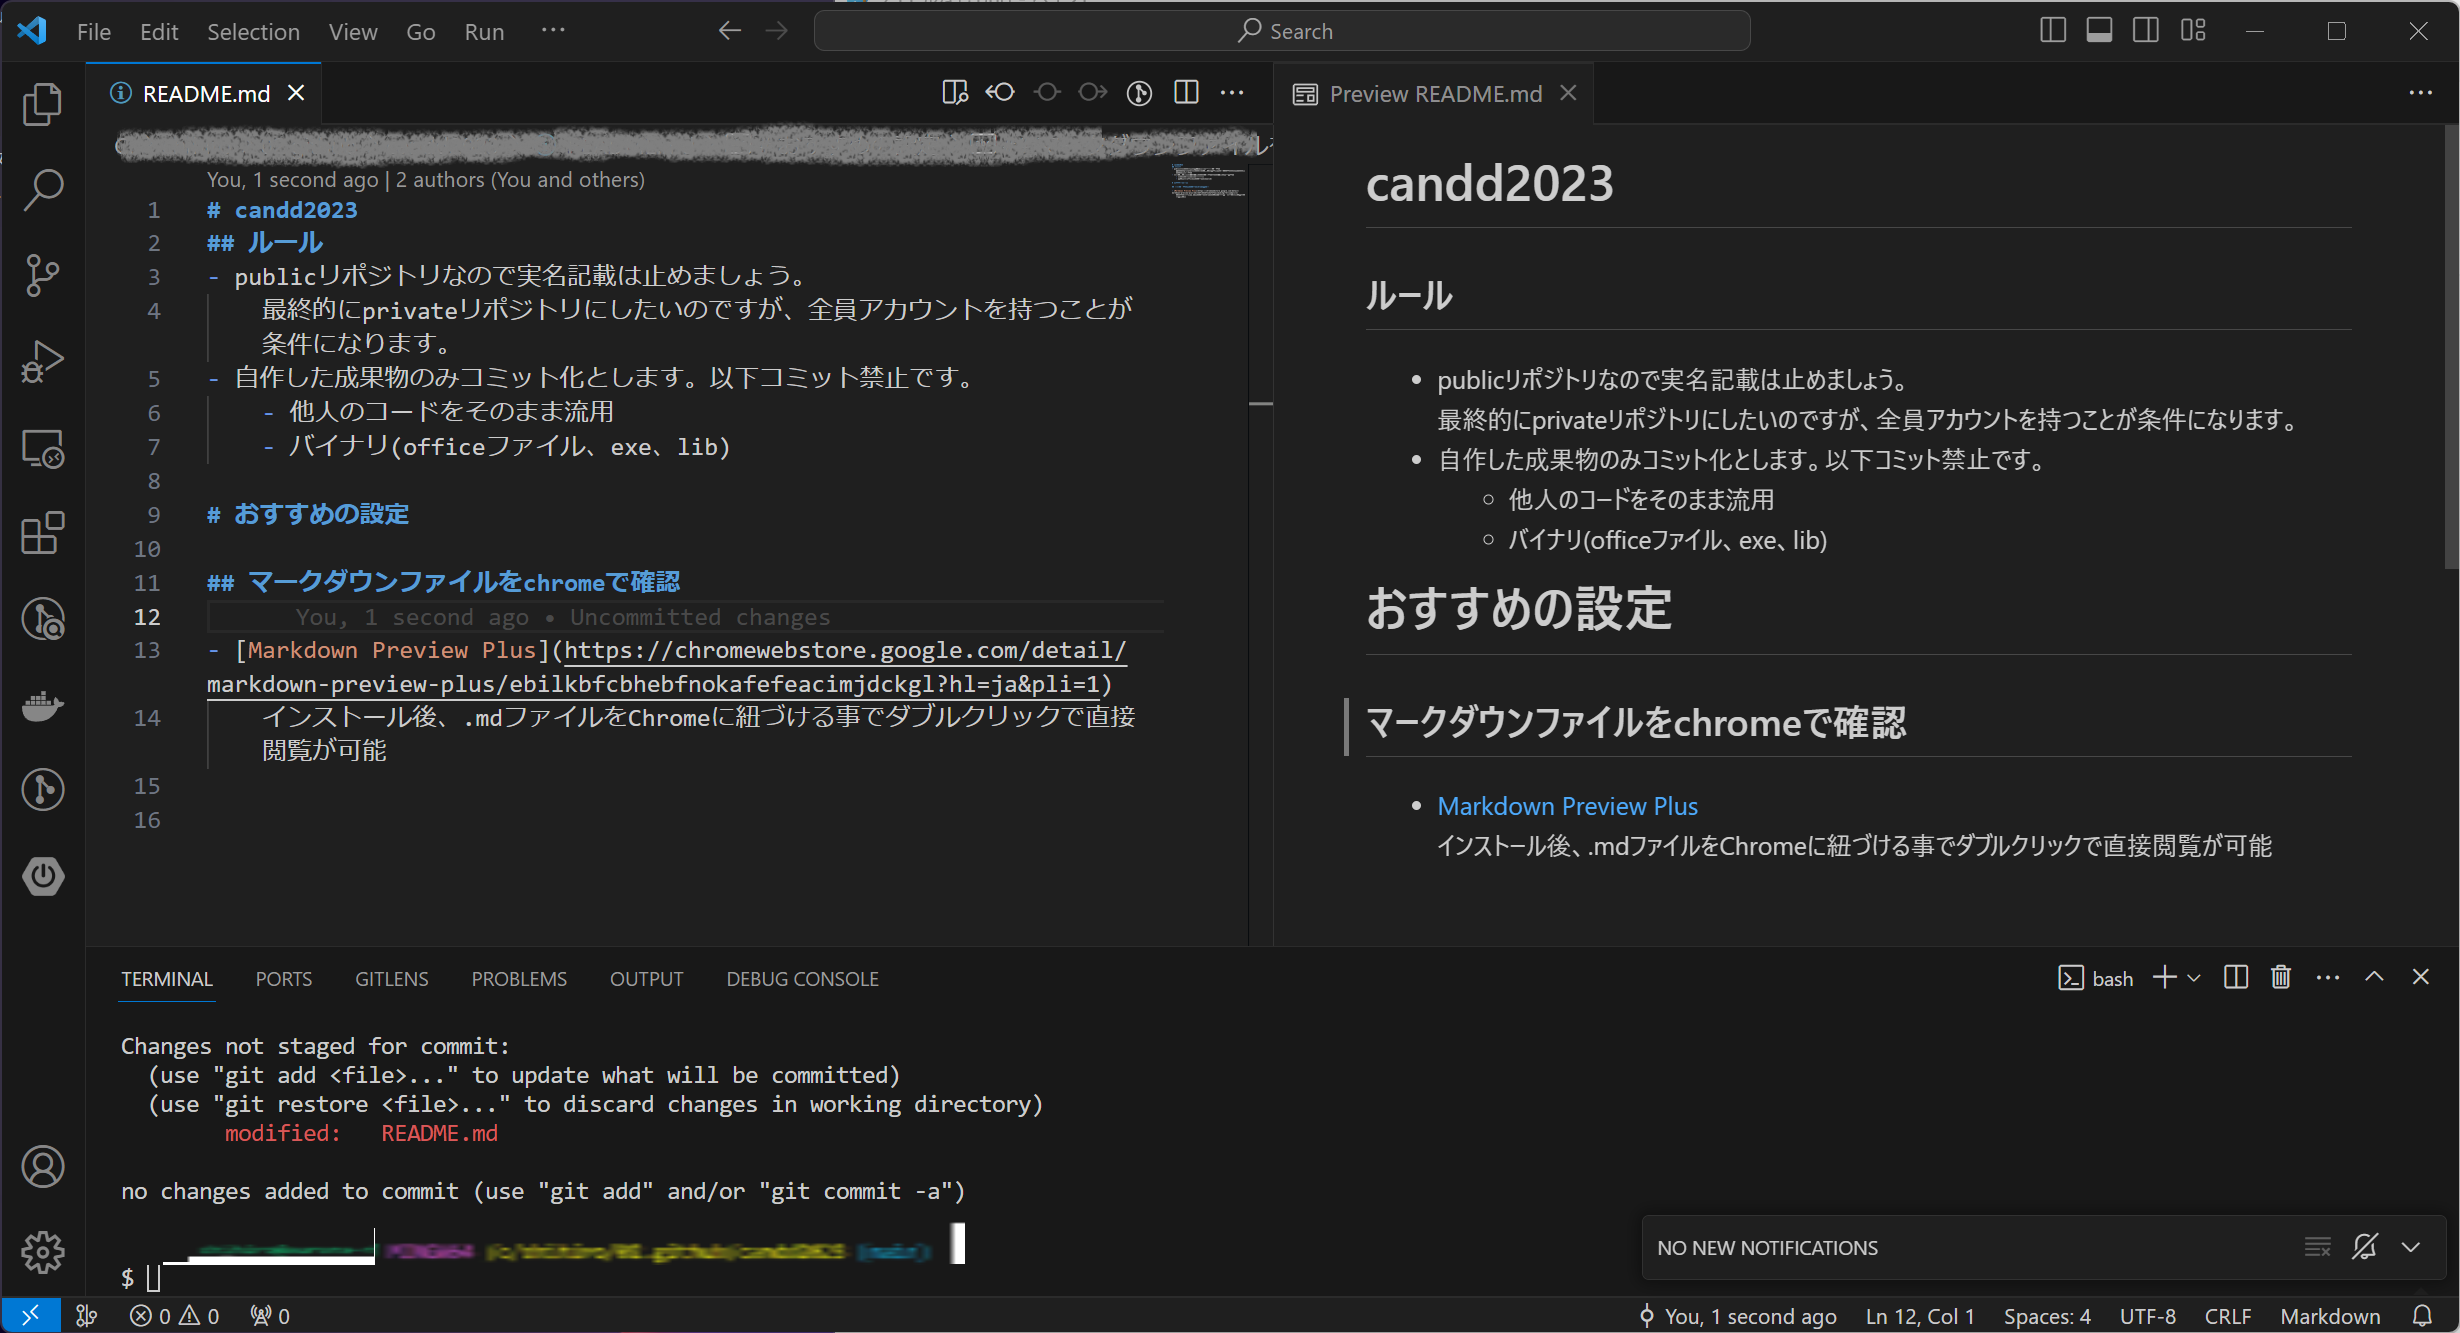 File Edit Selection View Go Run ···
Search
README.md
Preview README.md
You, 1 second ago | 2 authors (You and others)
1 # candd2023
2 ## ルール
3 - publicリポジトリなので実名記載は止めましょう。
4 最終的にprivateリポジトリにしたいのですが、全員アカウントを持つことが
条件になります。
5 - 自作した成果物のみコミット化とします。以下コミット禁止です。
6 - 他人のコードをそのまま流用
7 - バイナリ(officeファイル、exe、lib)
8
9 # おすすめの設定
10
11 ## マークダウンファイルをchromeで確認
12 You, 1 second ago • Uncommitted changes
13 - [Markdown Preview Plus](https://chromewebstore.google.com/detail/
markdown-preview-plus/ebilkbfcbhebfnokafefeacimjdckgl?hl=ja&pli=1)
14 インストール後、.mdファイルをChromeに紐づける事でダブルクリックで直接
閲覧が可能
15
16
candd2023
ルール
• publicリポジトリなので実名記載は止めましょう。
最終的にprivateリポジトリにしたいのですが、全員アカウントを持つことが条件になります。
• 自作した成果物のみコミット化とします。以下コミット禁止です。
◦ 他人のコードをそのまま流用
◦ バイナリ(officeファイル、exe、lib)
おすすめの設定
マークダウンファイルをchromeで確認
• Markdown Preview Plus
インストール後、.mdファイルをChromeに紐づける事でダブルクリックで直接閲覧が可能
TERMINAL PORTS GITLENS PROBLEMS OUTPUT DEBUG CONSOLE
bash
Changes not staged for commit:
(use "git add <file>..." to update what will be committed)
(use "git restore <file>..." to discard changes in working directory)
modified: README.md
no changes added to commit (use "git add" and/or "git commit -a")
$
NO NEW NOTIFICATIONS
0 0 0
You, 1 second ago Ln 12, Col 1 Spaces: 4 UTF-8 CRLF Markdown